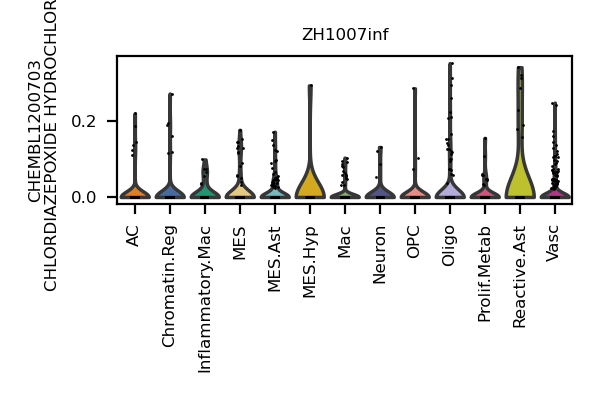 ZH1007inf
CHEMBL1200703
CHLORDIAZEPOXIDE HYDROCHLOR
0.2
0.0
AC
Chromatin.Reg
Inflammatory.Mac
MES
MES.Ast
MES.Hyp
Mac
Neuron
OPC
Oligo
Prolif.Metab
Reactive.Ast
Vasc